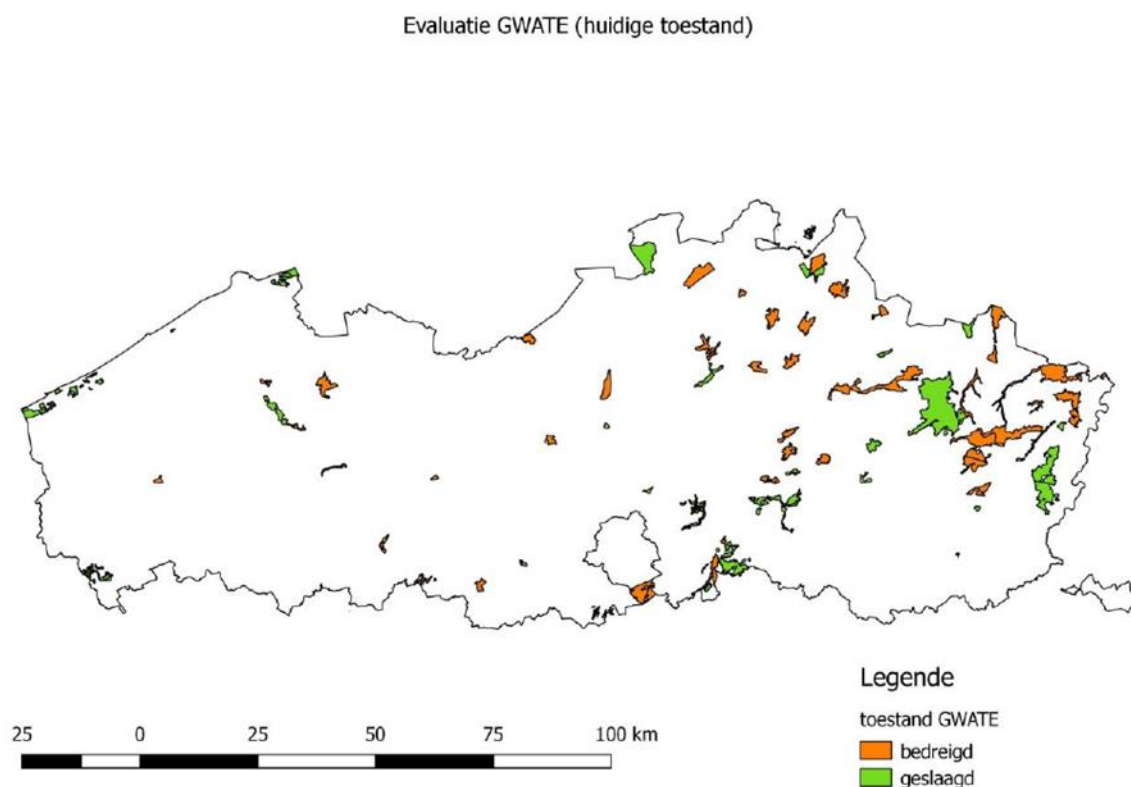 Evaluatie GWATE (huidige toestand)
25 0 25 50 75 100 km
Legende
toestand GWATE
bedreigd
geslaagd